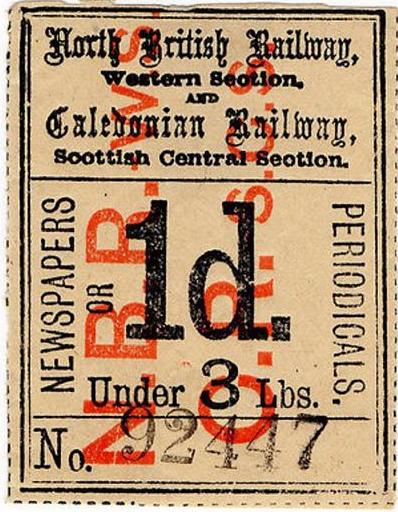 North British Railway,
Western Section,
AND
Caledonian Railway,
Scottish Central Section.
NEWSPAPERS
OR
1d.
PERIODICALS.
Under 3 Lbs.
No. 92447
N.B.R.-W.S.
C.R.-S.C.S.